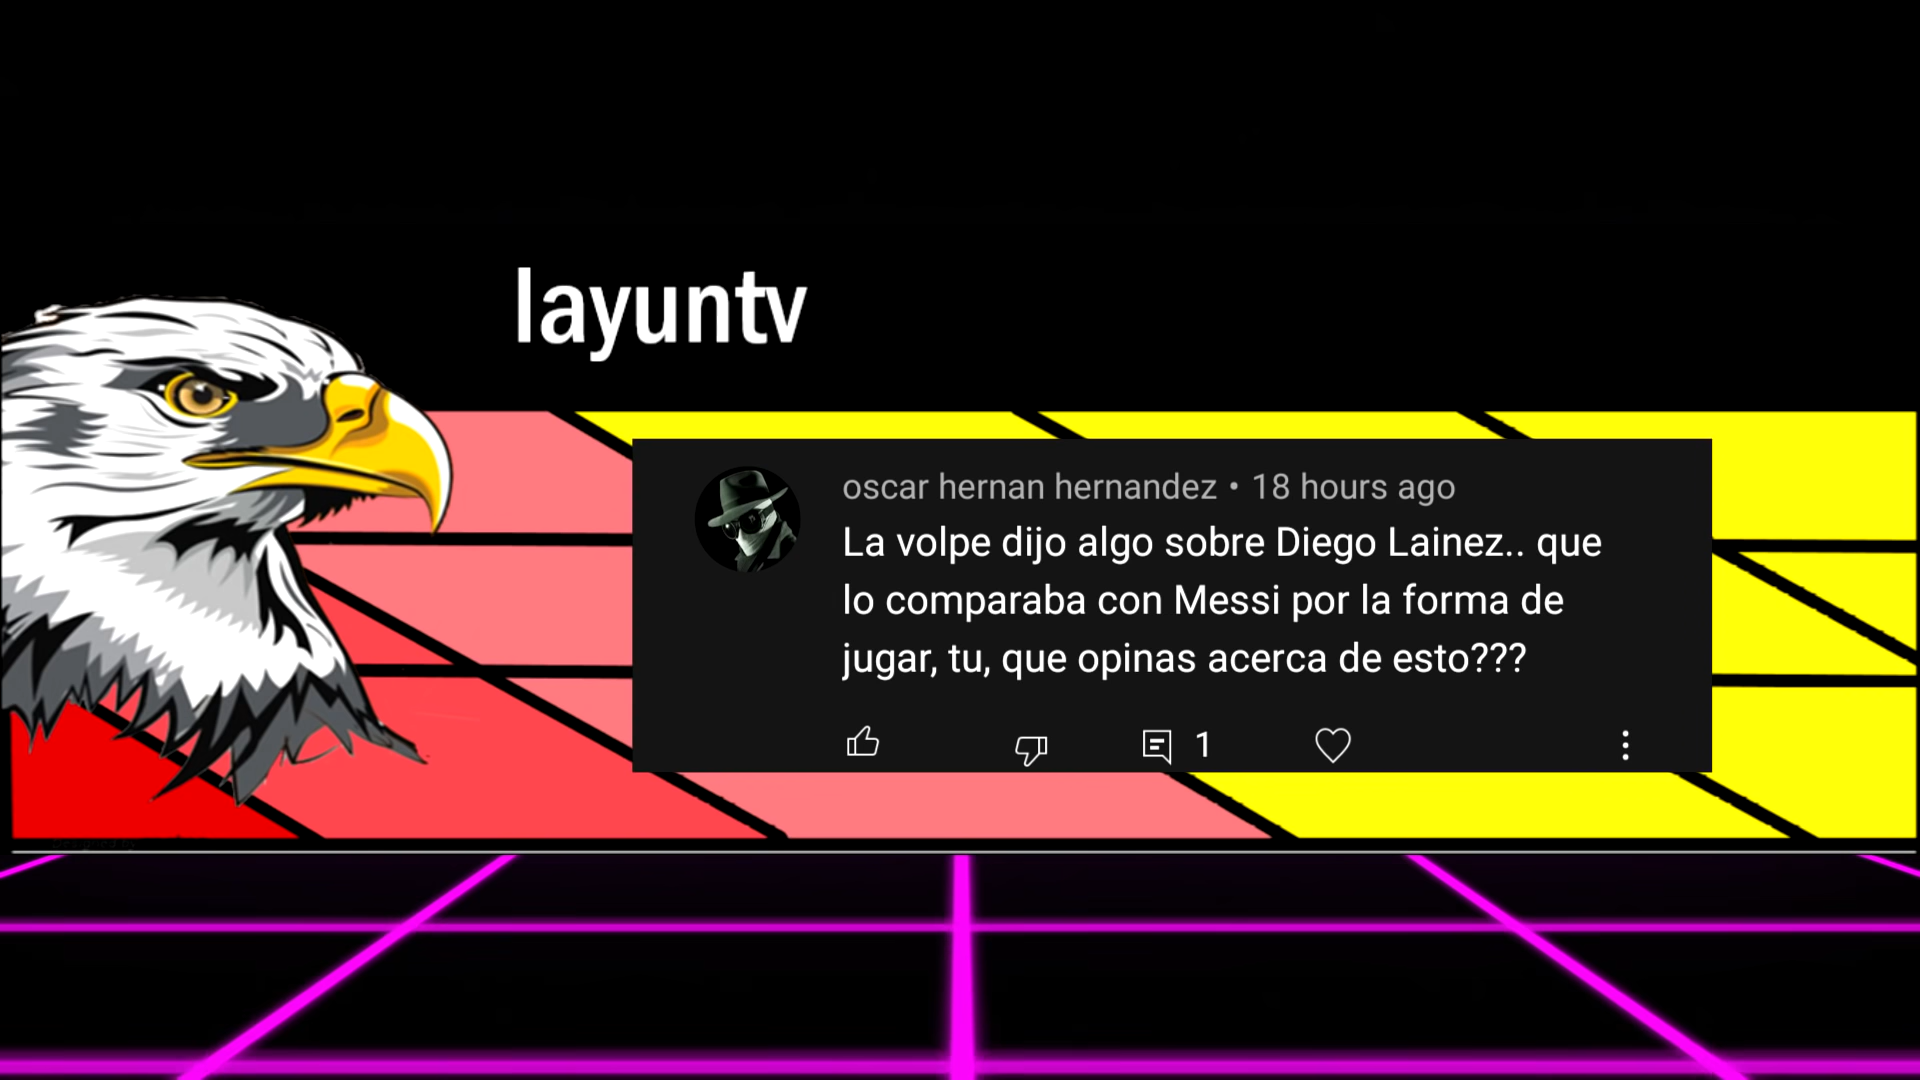 layuntv
oscar hernan hernandez • 18 hours ago
La volpe dijo algo sobre Diego Lainez.. que
lo comparaba con Messi por la forma de
jugar, tu, que opinas acerca de esto???
1